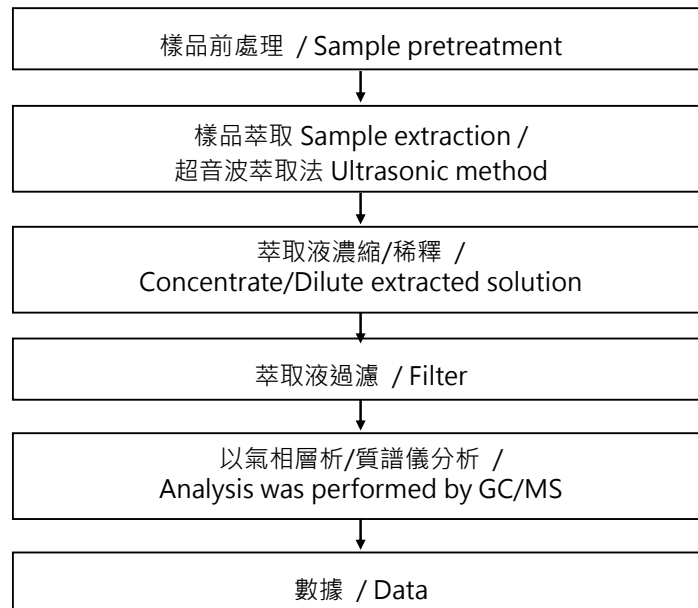 樣品前處理 / Sample pretreatment
樣品萃取 Sample extraction /
超音波萃取法 Ultrasonic method
萃取液濃縮/稀釋 /
Concentrate/Dilute extracted solution
萃取液過濾 / Filter
以氣相層析/質譜儀分析 /
Analysis was performed by GC/MS
數據 / Data